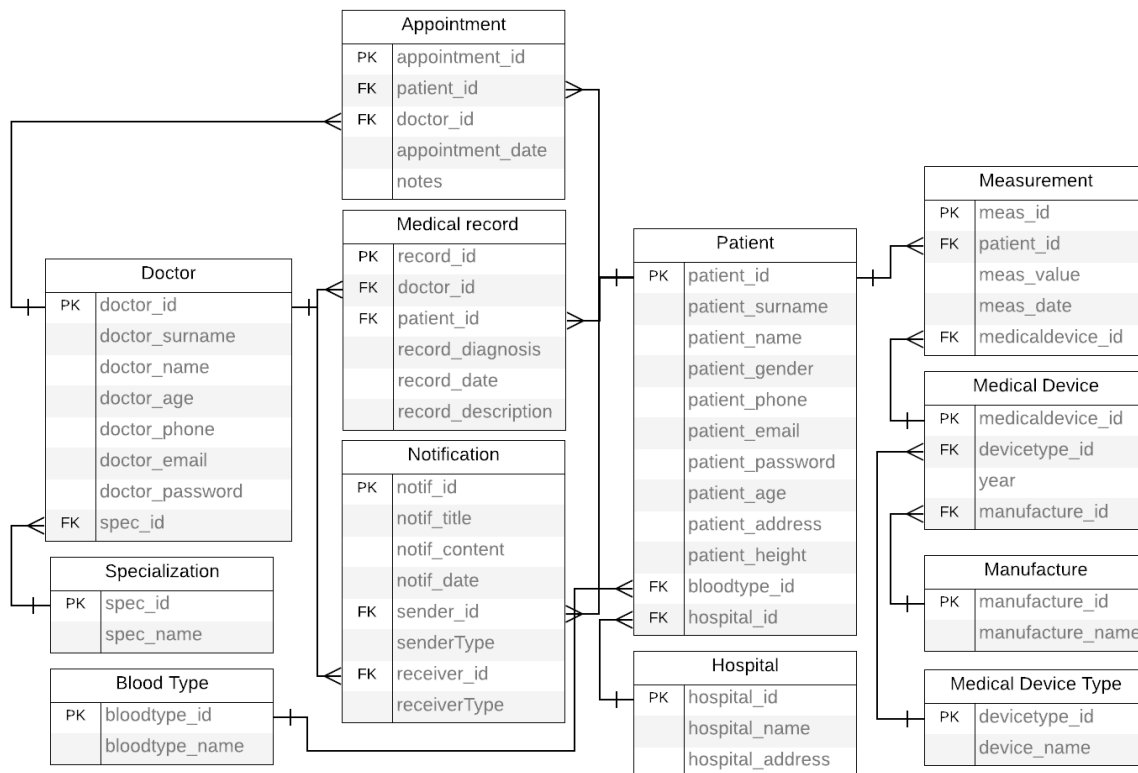 Appointment
PK appointment_id
FK patient_id
FK doctor_id
appointment_date
notes
Medical record
PK record_id
FK doctor_id
FK patient_id
record_diagnosis
record_date
record_description
Doctor
PK doctor_id
doctor_surname
doctor_name
doctor_age
doctor_phone
doctor_email
doctor_password
FK spec_id
Specialization
PK spec_id
spec_name
Blood Type
PK bloodtype_id
bloodtype_name
Notification
PK notif_id
notif_title
notif_content
notif_date
FK sender_id
senderType
FK receiver_id
receiverType
Patient
PK patient_id
patient_surname
patient_name
patient_gender
patient_phone
patient_email
patient_password
patient_age
patient_address
patient_height
FK bloodtype_id
FK hospital_id
Hospital
PK hospital_id
hospital_name
hospital_address
Measurement
PK meas_id
FK patient_id
meas_value
meas_date
FK medicaldevice_id
Medical Device
PK medicaldevice_id
FK devicetype_id
year
FK manufacture_id
Manufacture
PK manufacture_id
manufacture_name
Medical Device Type
PK devicetype_id
device_name